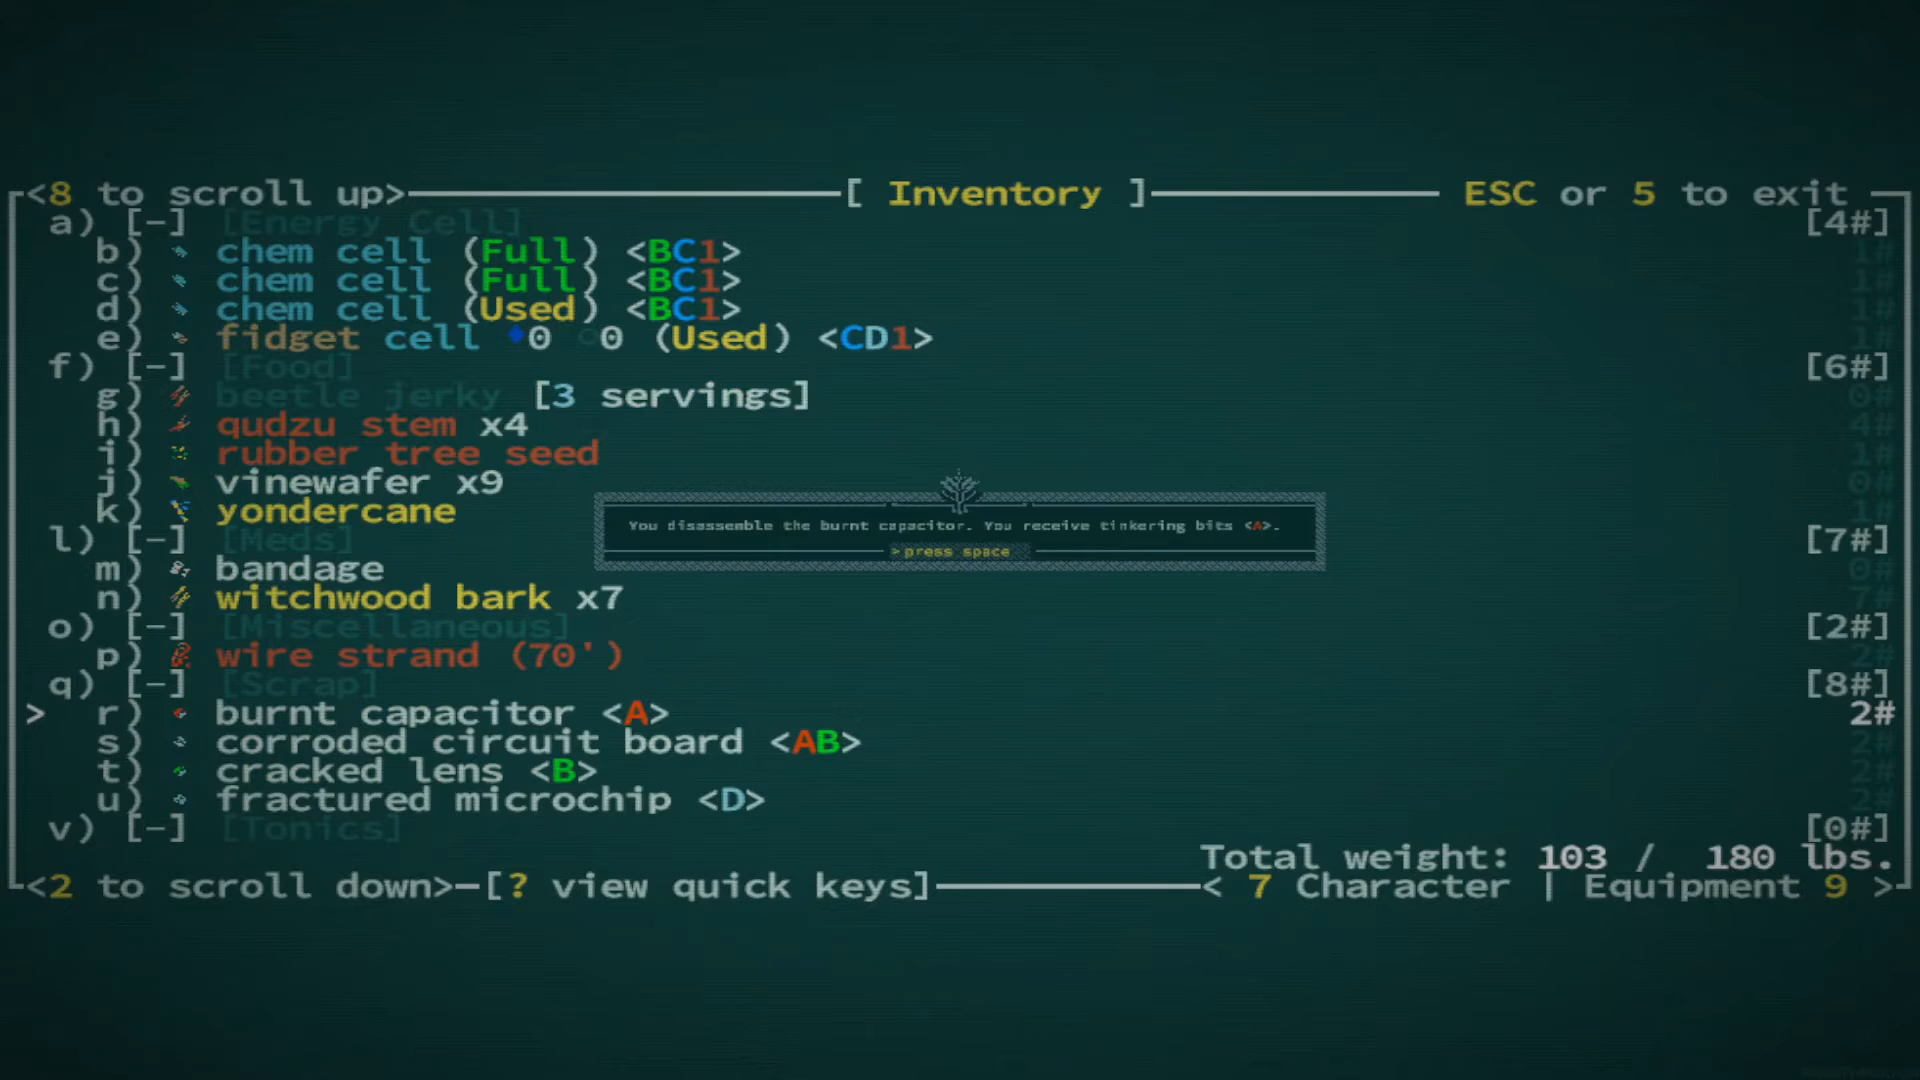 <8 to scroll up> [ Inventory ] ESC or 5 to exit
a) [-] [Energy Cell] [4#]
b) chem cell (Full) <BC1> 1#
c) chem cell (Full) <BC1> 1#
d) chem cell (Used) <BC1> 1#
e) fidget cell ♦0 ○0 (Used) <CD1> 1#
f) [-] [Food] [6#]
g) beetle jerky [3 servings] 0#
h) qudzu stem x4 4#
i) rubber tree seed 1#
j) vinewafer x9 0#
k) yondercane 1#
You disassemble the burnt capacitor. You receive tinkering bits <A>.
>press space
l) [-] [Meds] [7#]
m) bandage 0#
n) witchwood bark x7 7#
o) [-] [Miscellaneous] [2#]
p) wire strand (70') 2#
q) [-] [Scrap] [8#]
> r) burnt capacitor <A> 2#
s) corroded circuit board <AB> 2#
t) cracked lens <B> 2#
u) fractured microchip <D> 2#
v) [-] [Tonics] [0#]
Total weight: 103 / 180 lbs.
<2 to scroll down> [? view quick keys] < 7 Character | Equipment 9 >